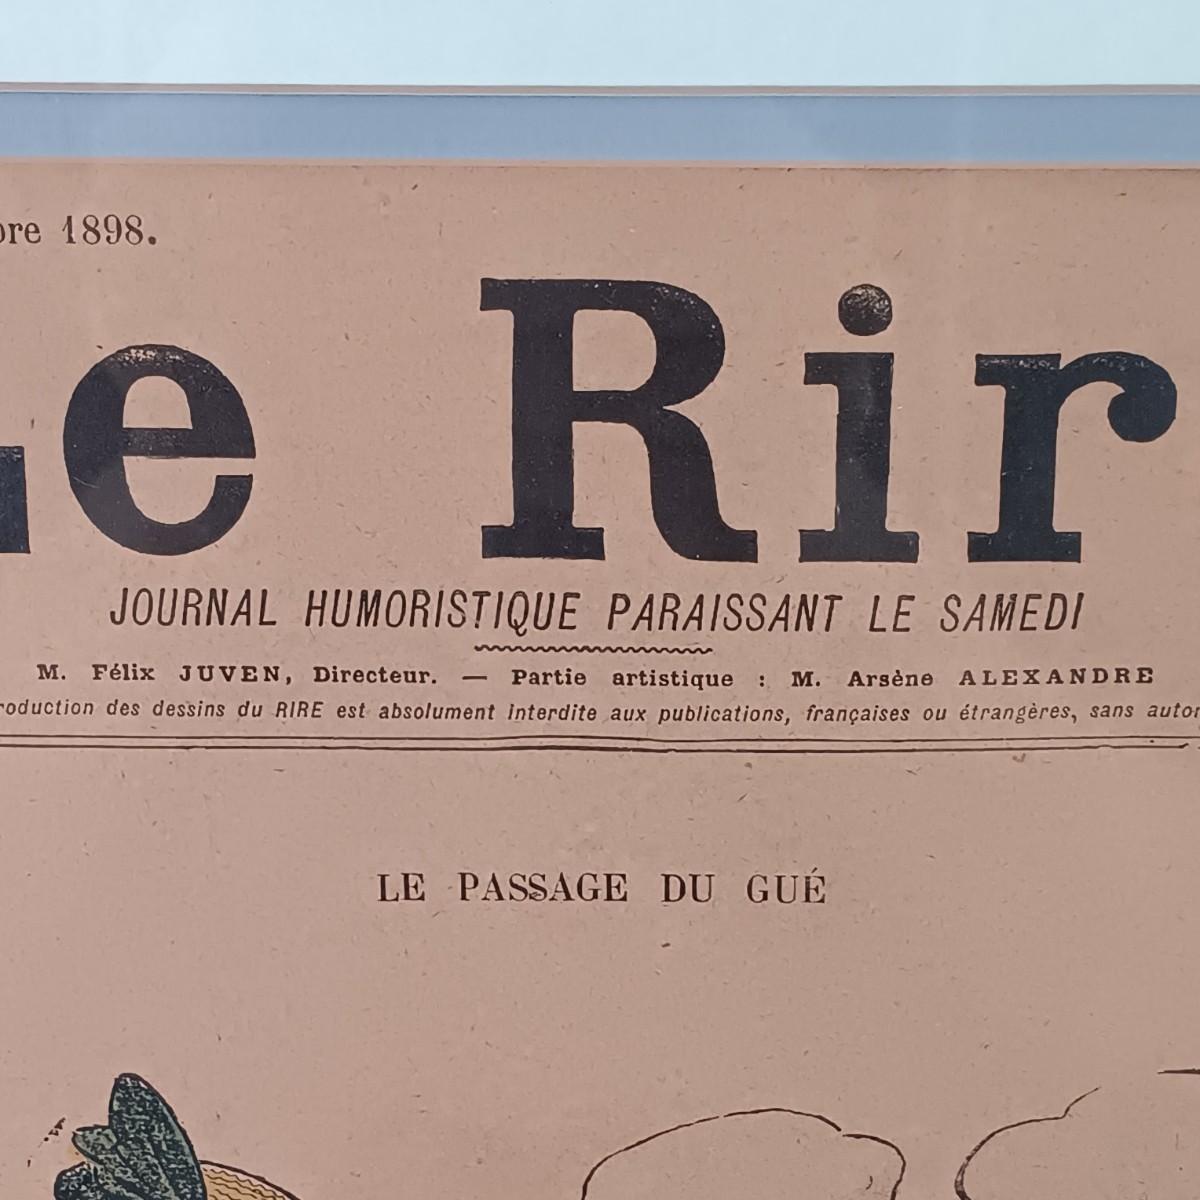 bre 1898.
Le Rir
JOURNAL HUMORISTIQUE PARAISSANT LE SAMEDI
M. Félix JUVEN, Directeur. — Partie artistique : M. Arsène ALEXANDRE
roduction des dessins du RIRE est absolument interdite aux publications, françaises ou étrangères, sans autor
LE PASSAGE DU GUÉ